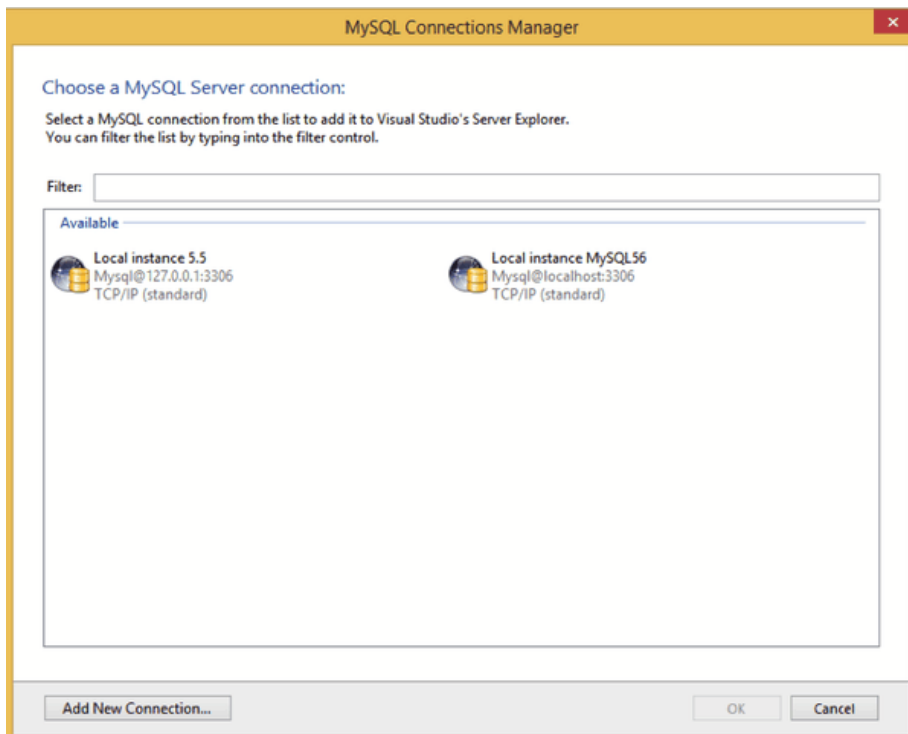 MySQL Connections Manager
Choose a MySQL Server connection:
Select a MySQL connection from the list to add it to Visual Studio's Server Explorer.
You can filter the list by typing into the filter control.
Filter:
Available
Local instance 5.5
Mysql@127.0.0.1:3306
TCP/IP (standard)
Local instance MySQL56
Mysql@localhost:3306
TCP/IP (standard)
Add New Connection...
OK
Cancel